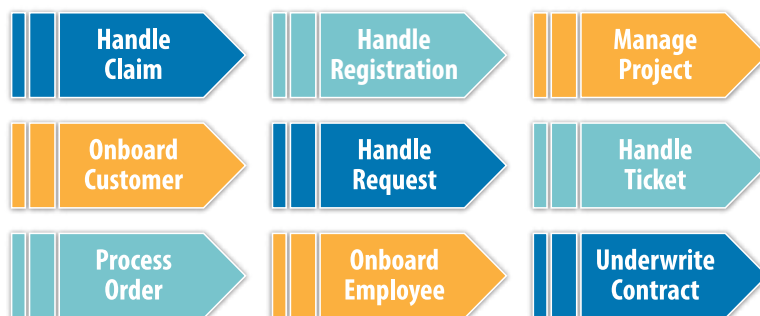 Handle
Claim
Handle
Registration
Manage
Project
Onboard
Customer
Handle
Request
Handle
Ticket
Process
Order
Onboard
Employee
Underwrite
Contract